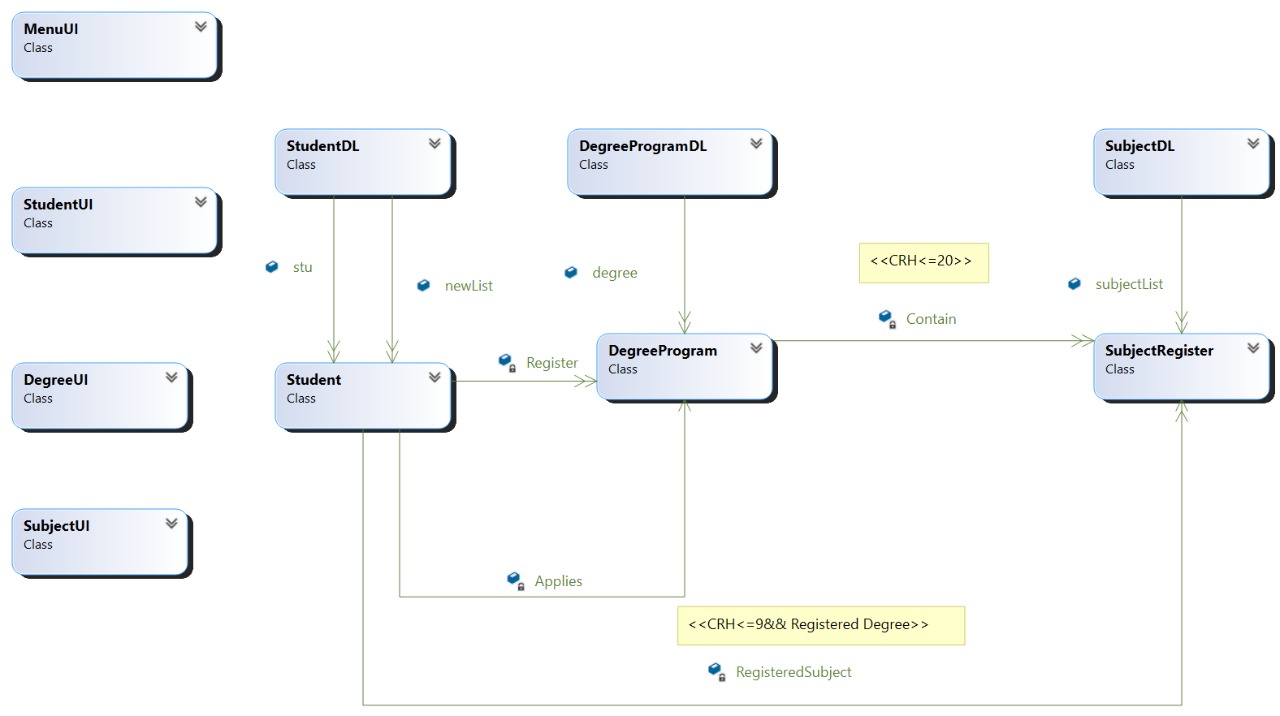 MenuUI
Class
StudentDL
Class
DegreeProgramDL
Class
SubjectDL
Class
StudentUI
Class
stu
newList
degree
<<CRH<=20>>
subjectList
Contain
DegreeUI
Class
Student
Class
Register
DegreeProgram
Class
SubjectRegister
Class
SubjectUI
Class
Applies
<<CRH<=9&& Registered Degree>>
RegisteredSubject